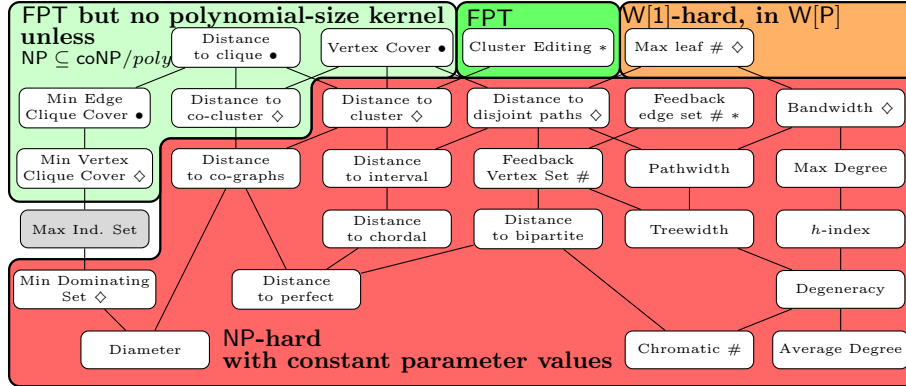 FPT but no polynomial-size kernel
unless
NP ⊆ coNP/poly
FPT
W[1]-hard, in W[P]
Distance
to clique •
Vertex Cover •
Cluster Editing *
Max leaf # ◇
Min Edge
Clique Cover •
Distance to
co-cluster ◇
Distance to
cluster ◇
Distance to
disjoint paths ◇
Feedback
edge set # *
Bandwidth ◇
Min Vertex
Clique Cover ◇
Distance
to co-graphs
Distance
to interval
Feedback
Vertex Set #
Pathwidth
Max Degree
Max Ind. Set
Distance
to chordal
Distance
to bipartite
Treewidth
h-index
Min Dominating
Set ◇
Distance
to perfect
Degeneracy
Diameter
NP-hard
with constant parameter values
Chromatic #
Average Degree